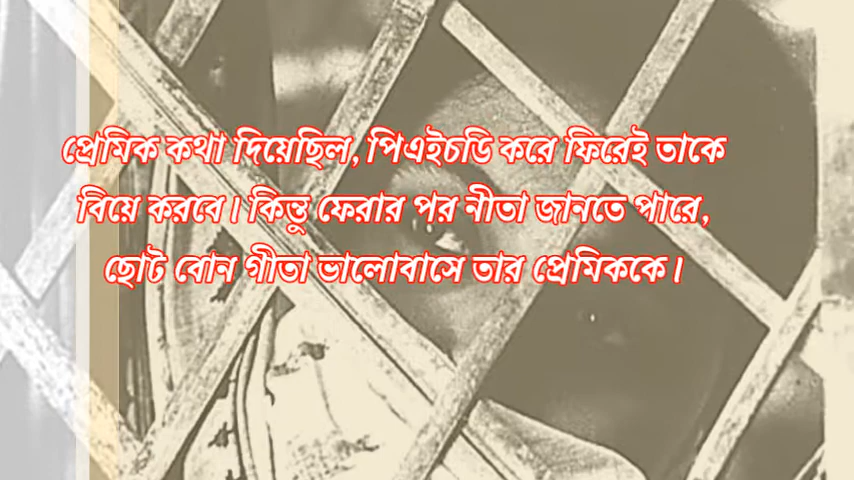 প্রেমিক কথা দিয়েছিল, পিএইচডি করে ফিরেই তাকে
বিয়ে করবে। কিন্তু ফেরার পর নীতা জানতে পারে,
ছোট বোন গীতা ভালোবাসে তার প্রেমিককে।